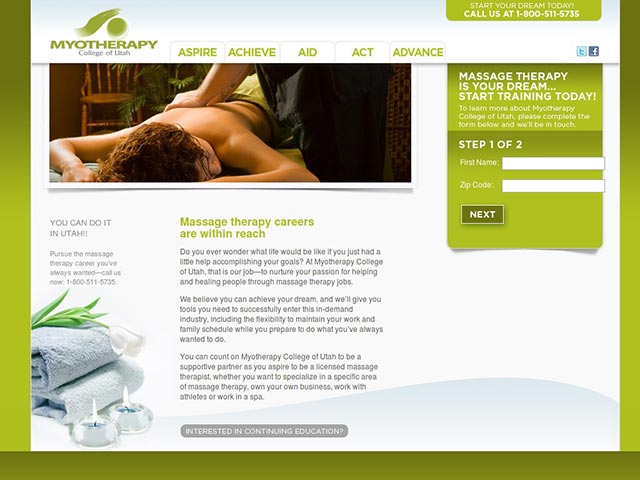 START YOUR DREAM TODAY!
CALL US AT 1-800-511-5735
MYOTHERAPY
College of Utah
ASPIRE ACHIEVE AID ACT ADVANCE
MASSAGE THERAPY
IS YOUR DREAM...
START TRAINING TODAY!
To learn more about Myotherapy
College of Utah, please complete the
form below and we'll be in touch.
STEP 1 OF 2
First Name:
Zip Code:
NEXT
YOU CAN DO IT
IN UTAH!!
Pursue the massage
therapy career you've
always wanted—call us
now: 1-800-511-5735.
Massage therapy careers
are within reach
Do you ever wonder what life would be like if you just had a
little help accomplishing your goals? At Myotherapy College
of Utah, that is our job—to nurture your passion for helping
and healing people through massage therapy jobs.
We believe you can achieve your dream, and we'll give you
tools you need to successfully enter this in-demand
industry, including the flexibility to maintain your work and
family schedule while you prepare to do what you've always
wanted to do.
You can count on Myotherapy College of Utah to be a
supportive partner as you aspire to be a licensed massage
therapist, whether you want to specialize in a specific area
of massage therapy, own your own business, work with
athletes or work in a spa.
INTERESTED IN CONTINUING EDUCATION?